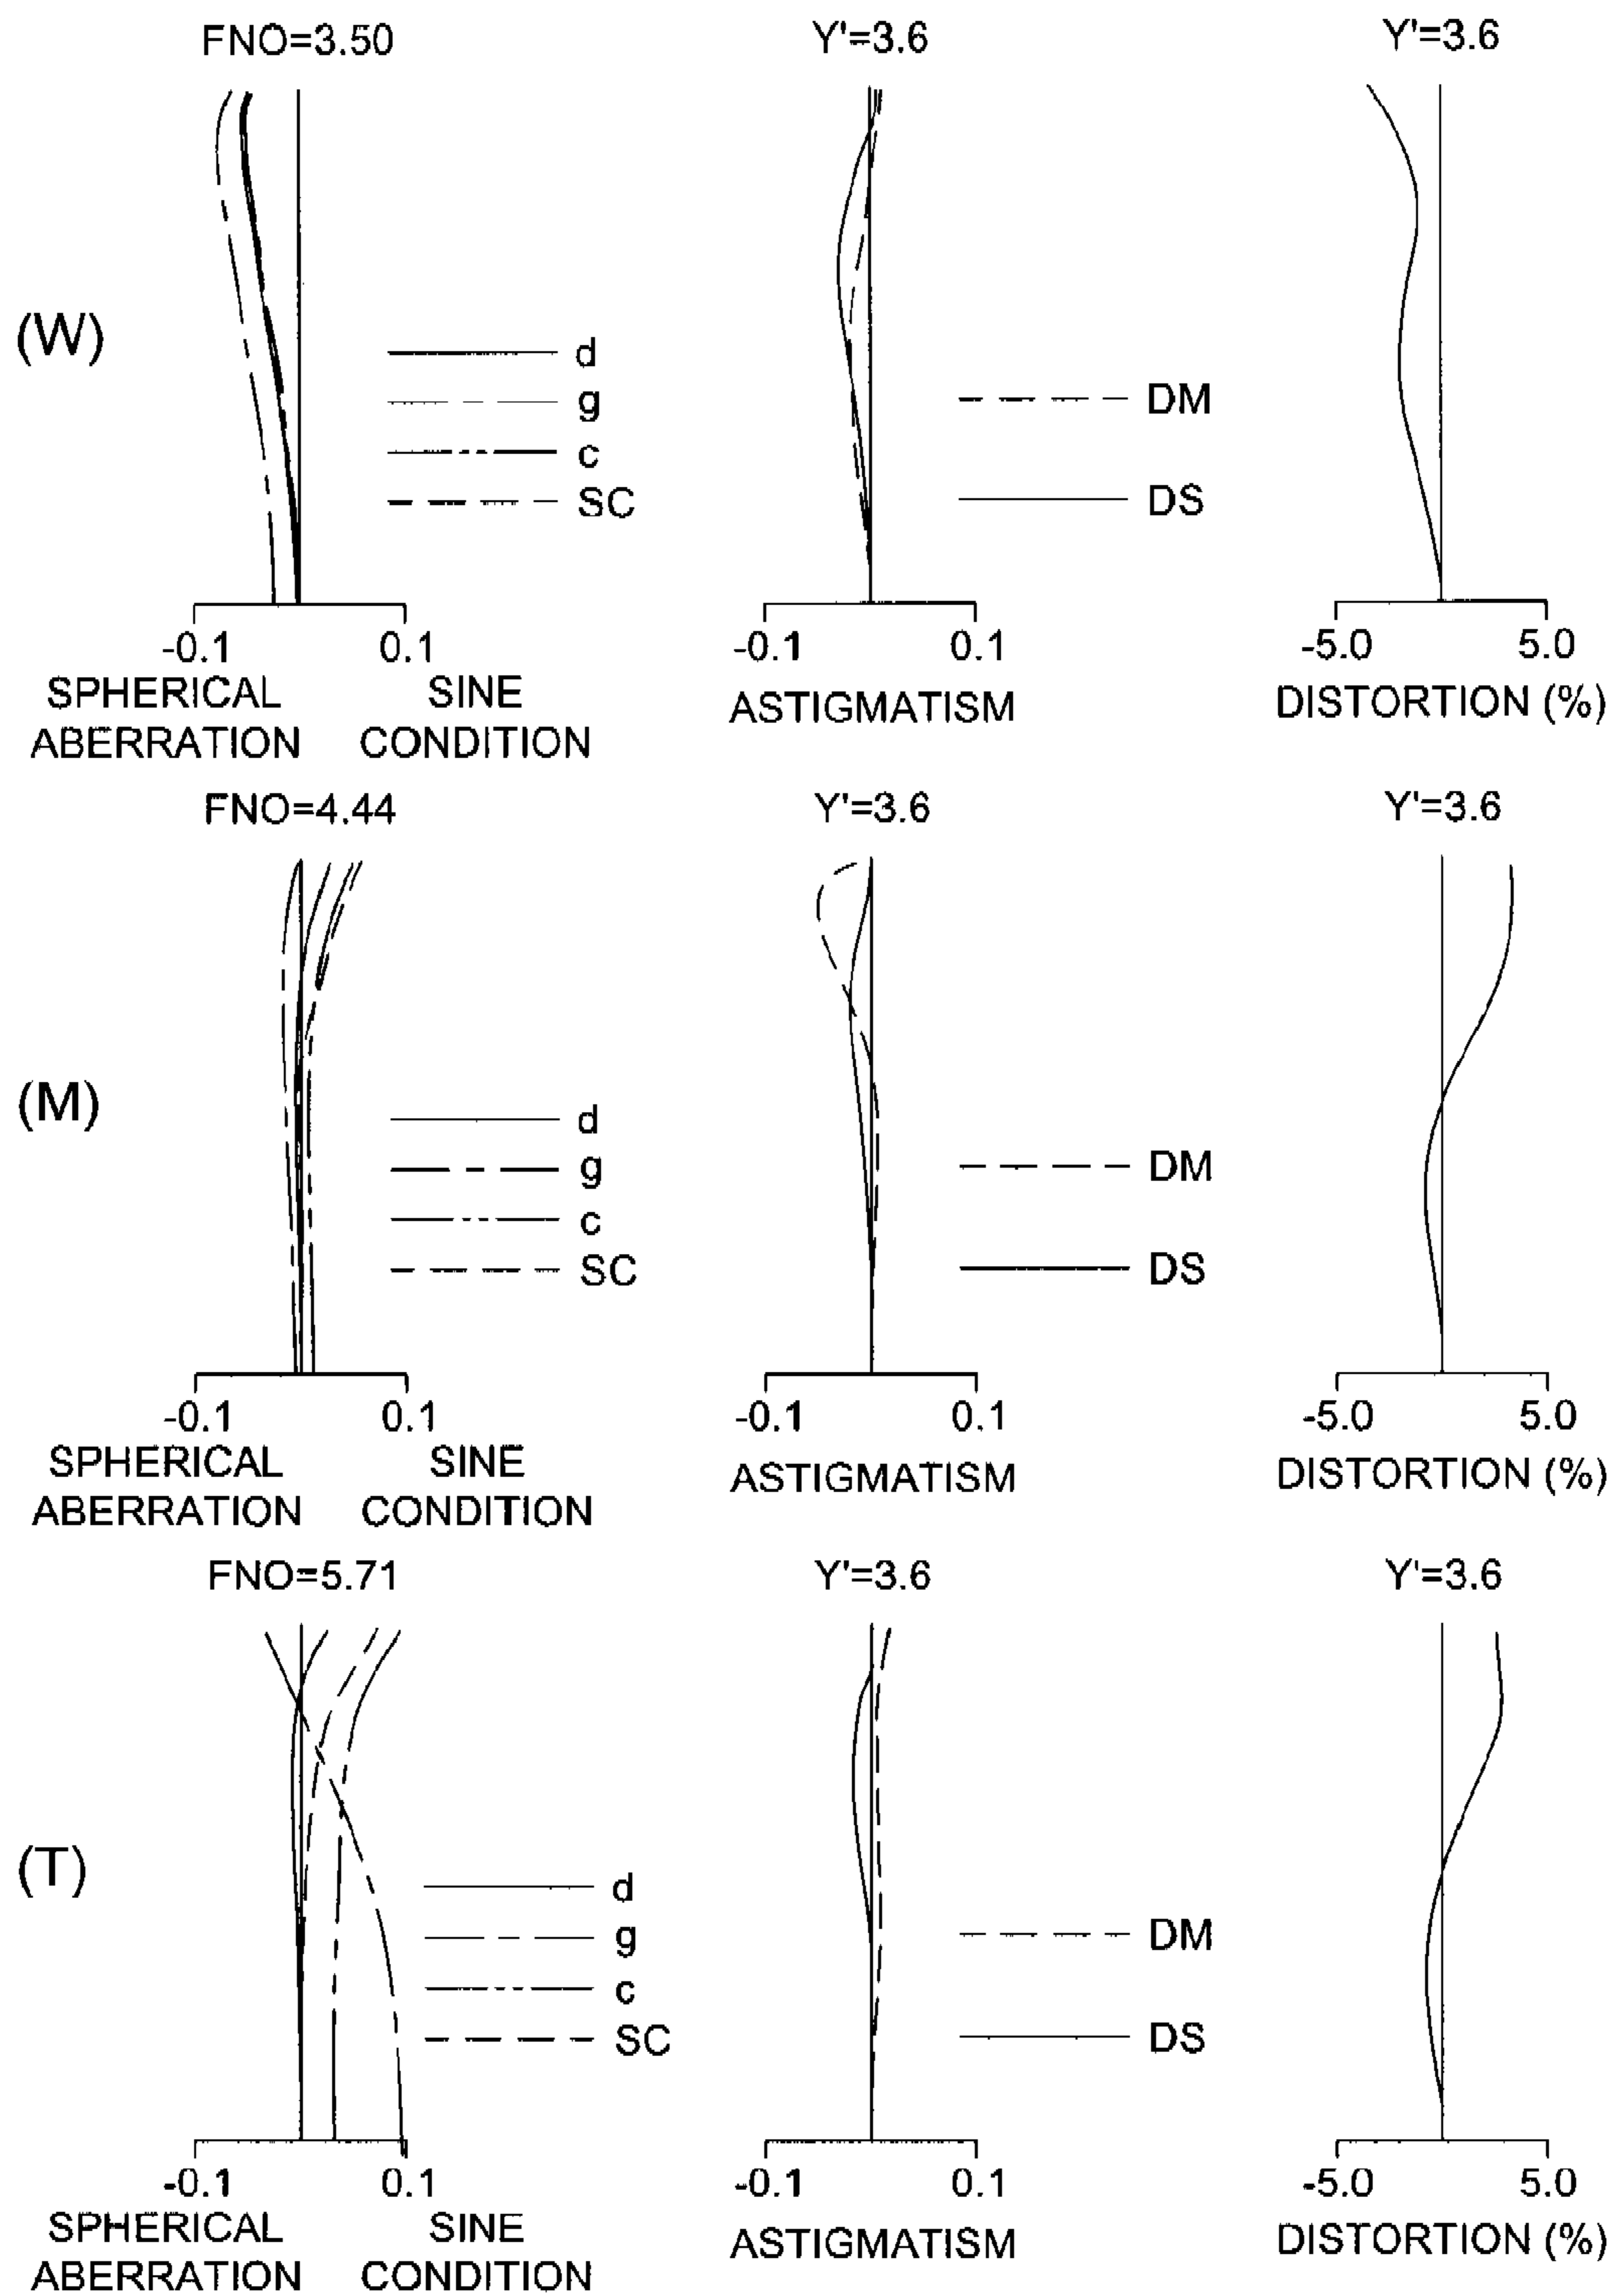 FNO=3.50
Y'=3.6
Y'=3.6
(W)
d
g
c
SC
DM
DS
-0.1
0.1
-0.1
0.1
-5.0
5.0
SPHERICAL
ABERRATION
SINE
CONDITION
ASTIGMATISM
DISTORTION (%)
FNO=4.44
Y'=3.6
Y'=3.6
(M)
d
g
c
SC
DM
DS
-0.1
0.1
-0.1
0.1
-5.0
5.0
SPHERICAL
ABERRATION
SINE
CONDITION
ASTIGMATISM
DISTORTION (%)
FNO=5.71
Y'=3.6
Y'=3.6
(T)
d
g
c
SC
DM
DS
-0.1
0.1
-0.1
0.1
-5.0
5.0
SPHERICAL
ABERRATION
SINE
CONDITION
ASTIGMATISM
DISTORTION (%)